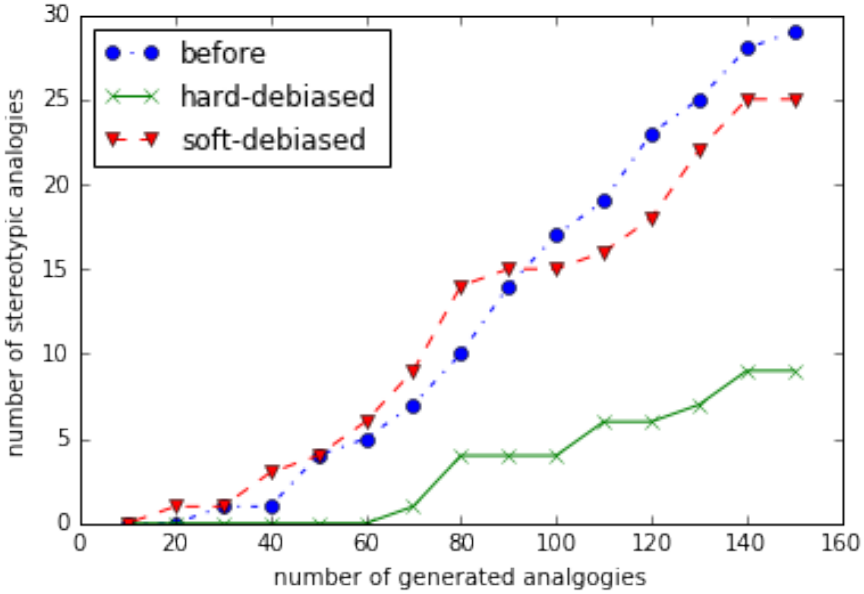 30
25
20
15
10
5
0
number of stereotypic analogies
before
hard-debiased
soft-debiased
0 20 40 60 80 100 120 140 160
number of generated analgogies